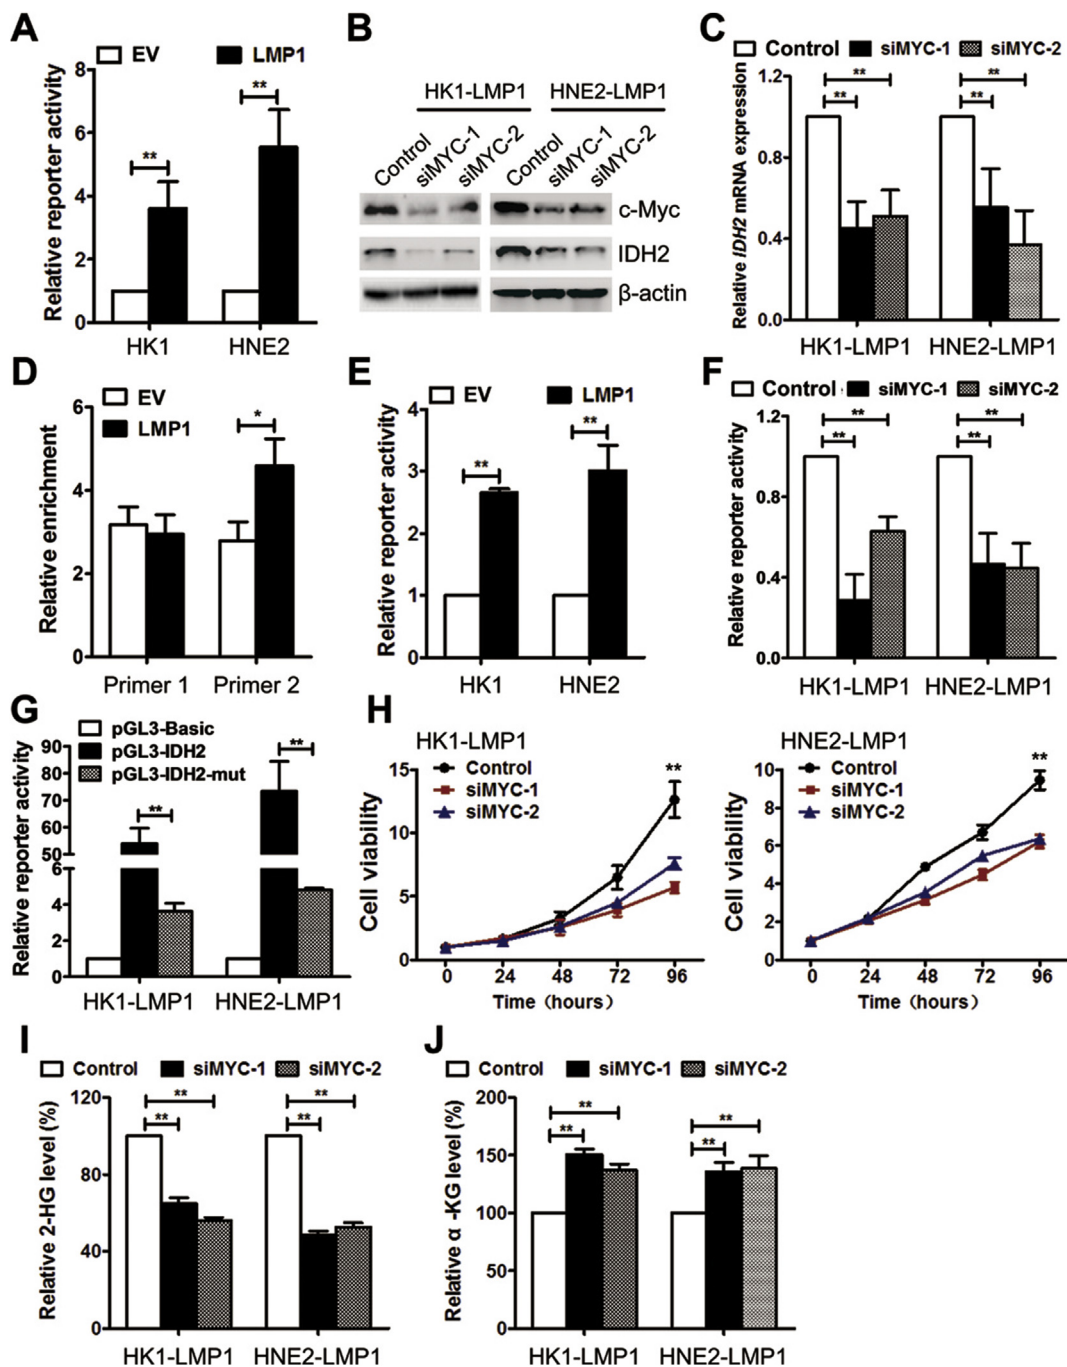 A
EV LMP1
Relative reporter activity
8
6
4
2
0
**
**
HK1 HNE2
B
HK1-LMP1 HNE2-LMP1
Control siMYC-1 siMYC-2 Control siMYC-1 siMYC-2
c-Myc
IDH2
β-actin
C
Control siMYC-1 siMYC-2
Relative IDH2 mRNA expression
1.2
0.8
0.4
0.0
**
**
**
**
HK1-LMP1 HNE2-LMP1
D
EV
LMP1
Relative enrichment
6
4
2
0
*
Primer 1 Primer 2
E
EV LMP1
Relative reporter activity
4
3
2
1
0
**
**
HK1 HNE2
F
Control siMYC-1 siMYC-2
Relative reporter activity
1.2
0.8
0.4
0.0
**
**
**
**
HK1-LMP1 HNE2-LMP1
G
pGL3-Basic
pGL3-IDH2
pGL3-IDH2-mut
Relative reporter activity
90
80
70
60
50
6
4
2
0
**
**
HK1-LMP1 HNE2-LMP1
H
HK1-LMP1
Control
siMYC-1
siMYC-2
Cell viability
15
10
5
0
**
0 24 48 72 96
Time（hours）
HNE2-LMP1
Control
siMYC-1
siMYC-2
Cell viability
10
8
6
4
2
0
**
0 24 48 72 96
Time（hours）
I
Control siMYC-1 siMYC-2
Relative 2-HG level (%)
120
80
40
0
**
**
**
**
HK1-LMP1 HNE2-LMP1
J
Control siMYC-1 siMYC-2
Relative α -KG level (%)
200
150
100
50
0
**
**
**
**
HK1-LMP1 HNE2-LMP1